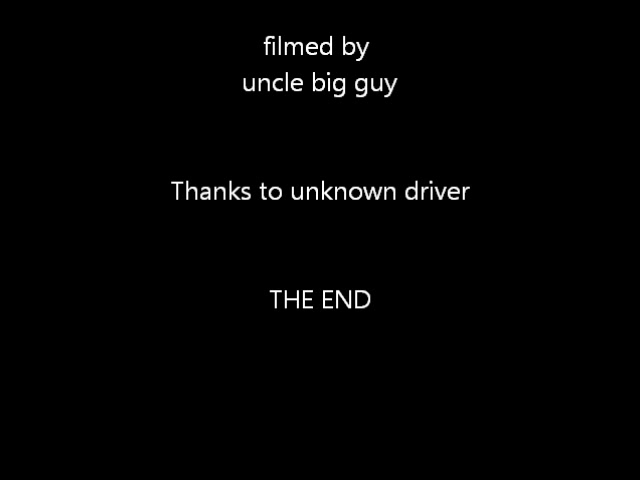 filmed by
uncle big guy
Thanks to unknown driver
THE END